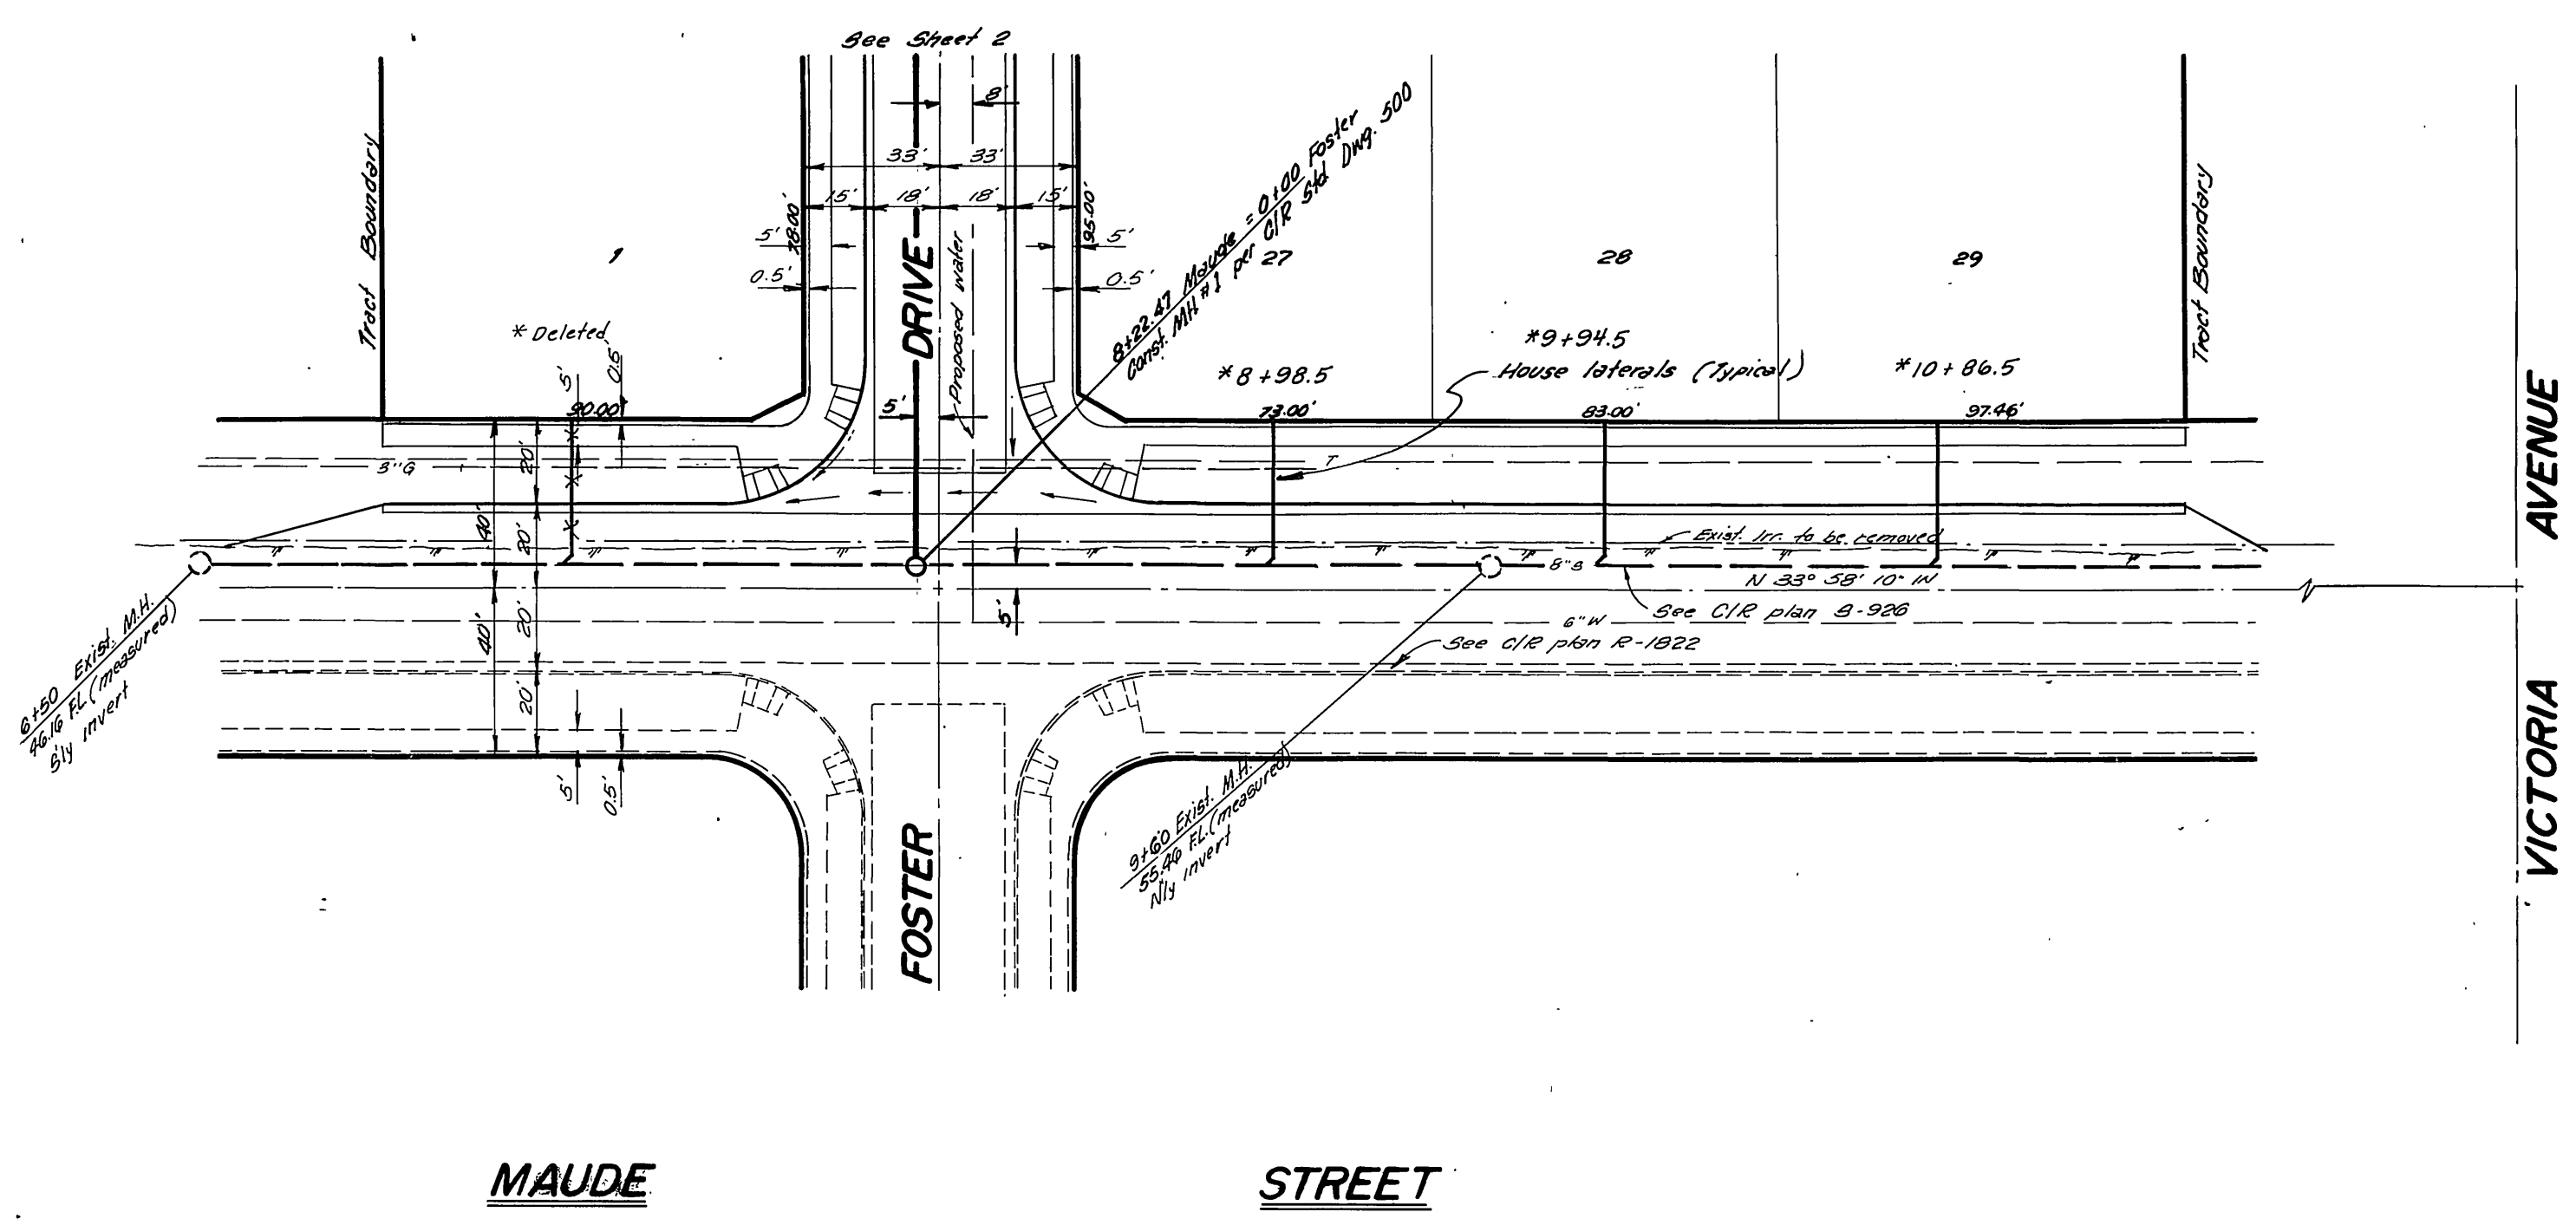 See Sheet 2
8'
33' 33'
15' 18' 18' 15'
78.00'
95.00'
5'
5'
0.5'
0.5'
Tract Boundary
1
* Deleted
5'
0.5'
90.00'
DRIVE
Proposed water
5'
8+22.47 Maude = 0+00 Foster
Const. MH #1 per C/R Std. Dwg. 500
27
28
29
Tract Boundary
*8+98.5
*9+94.5
House laterals (Typical)
*10+86.5
73.00'
83.00'
97.46'
3"G
T
20'
40'
20'
Exist. Irr. to be removed
8"S
N 33° 58' 10" W
See C/R plan S-926
6"W
See C/R plan R-1822
5'
40'
20'
20'
5'
0.5'
6+50 Exist. M.H.
46.16 F.L. (measured)
S'ly invert
9+60 Exist. M.H.
55.46 F.L. (measured)
N'ly invert
FOSTER
AVENUE
VICTORIA
MAUDE STREET